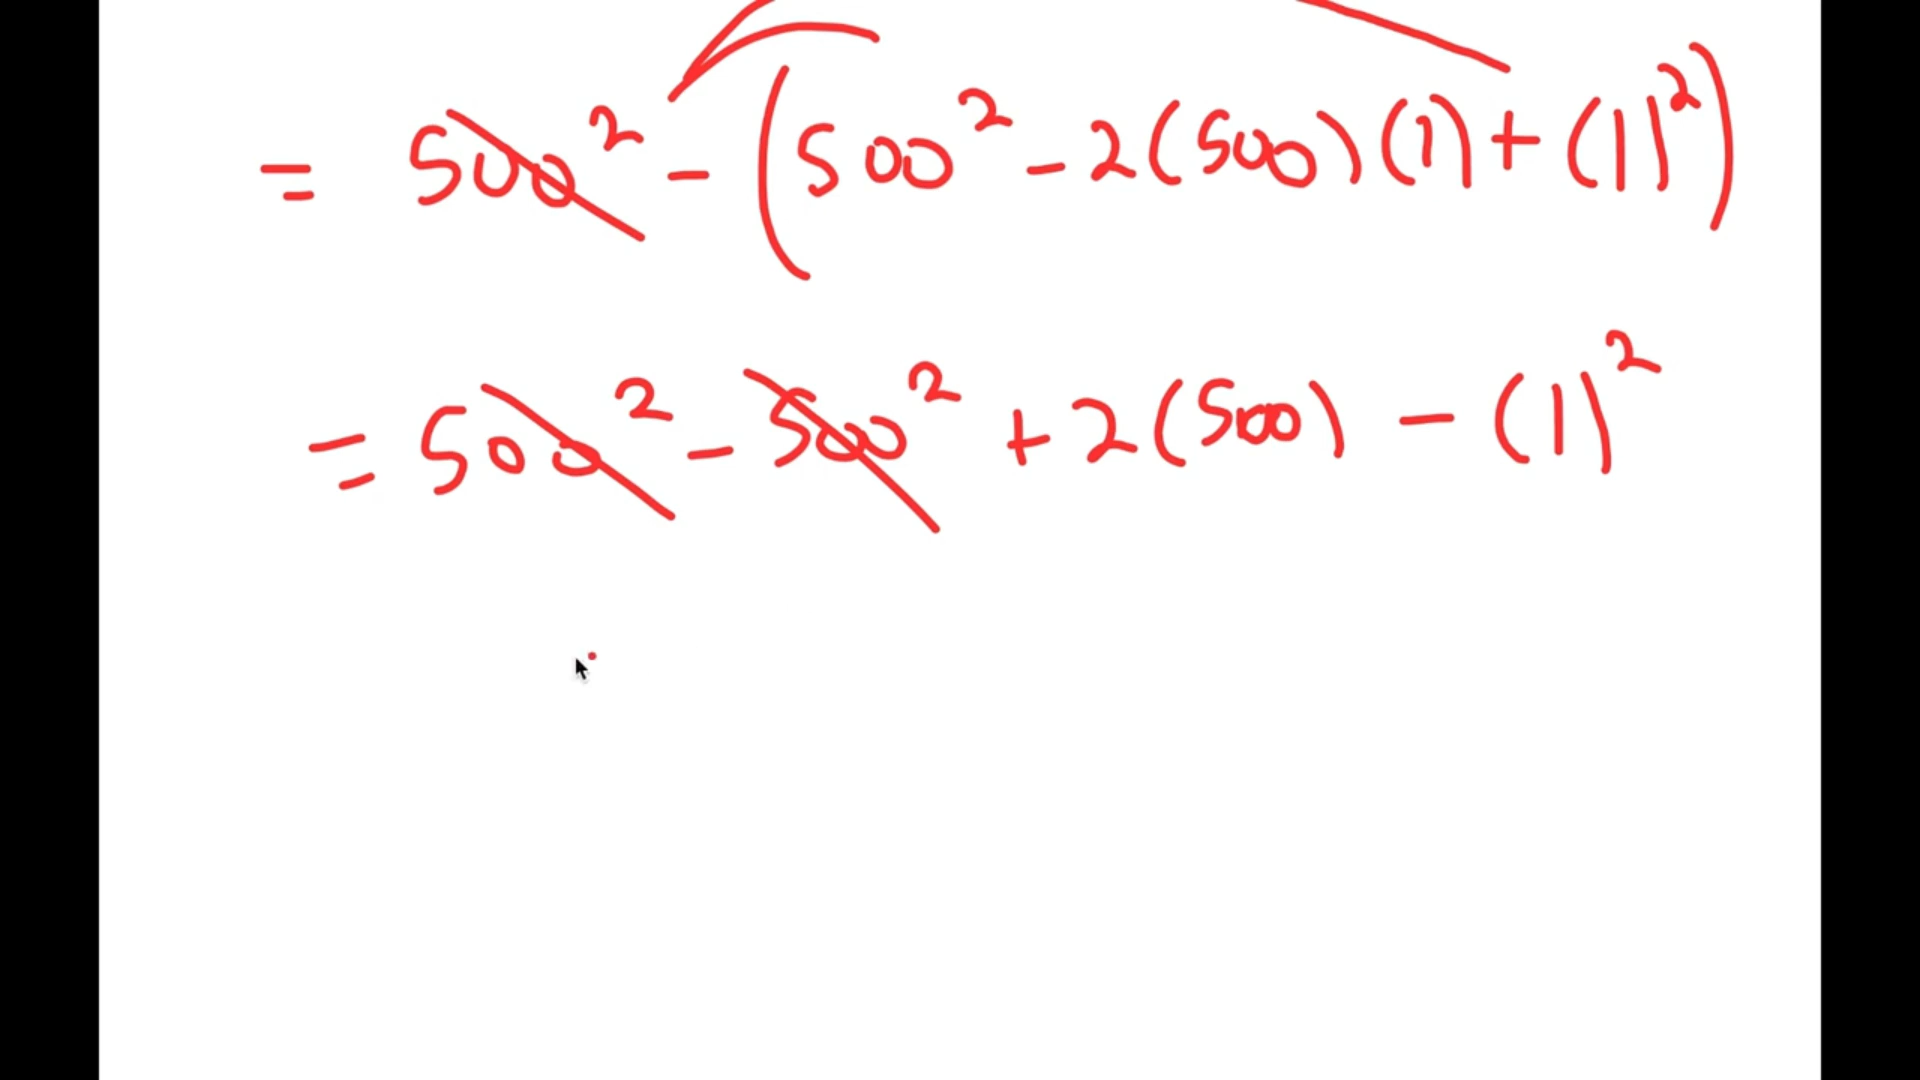 = 500² - (500² - 2(500)(1) + (1)²)
= 500² - 500² + 2(500) - (1)²